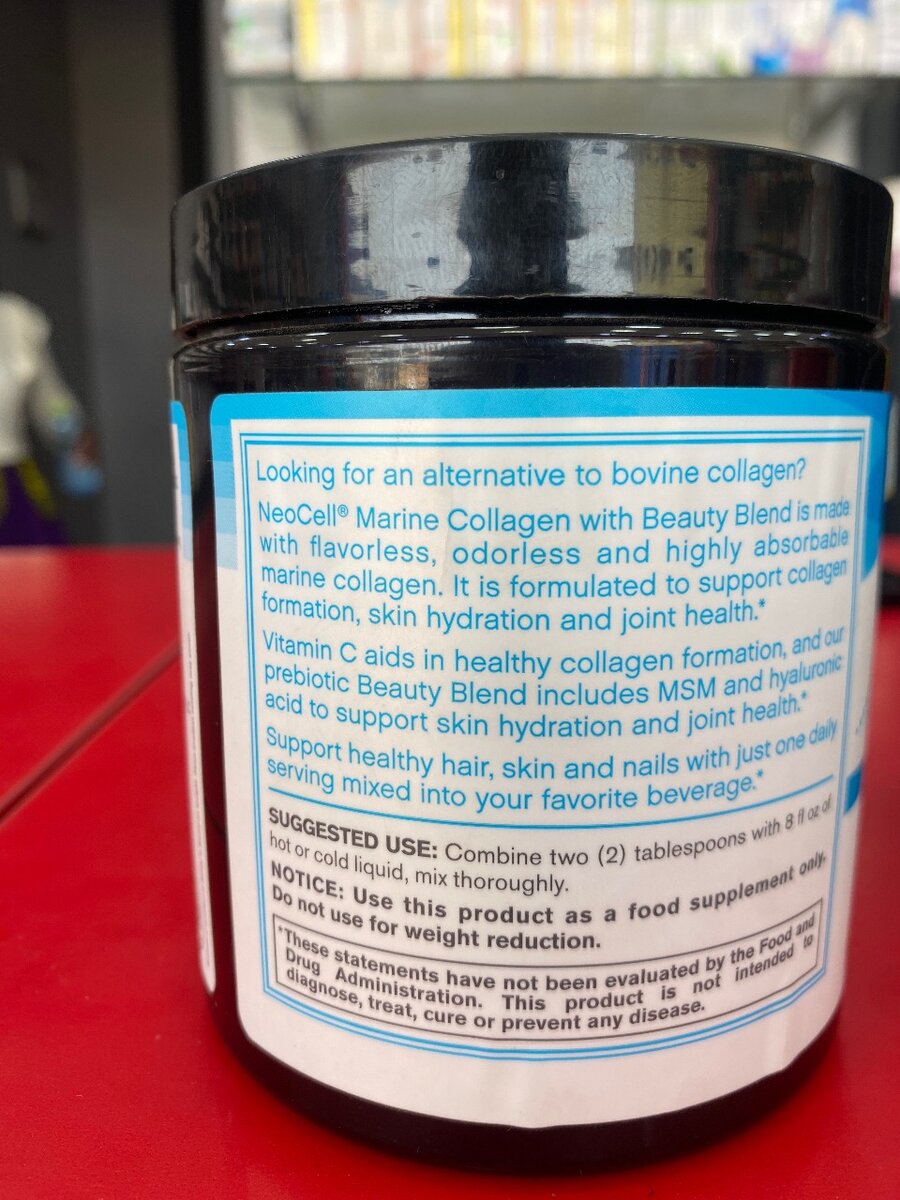 Looking for an alternative to bovine collagen?
NeoCell® Marine Collagen with Beauty Blend is made
with flavorless, odorless and highly absorbable
marine collagen. It is formulated to support collagen
formation, skin hydration and joint health.*
Vitamin C aids in healthy collagen formation, and our
prebiotic Beauty Blend includes MSM and hyaluronic
acid to support skin hydration and joint health.*
Support healthy hair, skin and nails with just one daily
serving mixed into your favorite beverage.*
SUGGESTED USE: Combine two (2) tablespoons with 8 fl oz of
hot or cold liquid, mix thoroughly.
NOTICE: Use this product as a food supplement only.
Do not use for weight reduction.
*These statements have not been evaluated by the Food and
Drug Administration. This product is not intended to
diagnose, treat, cure or prevent any disease.